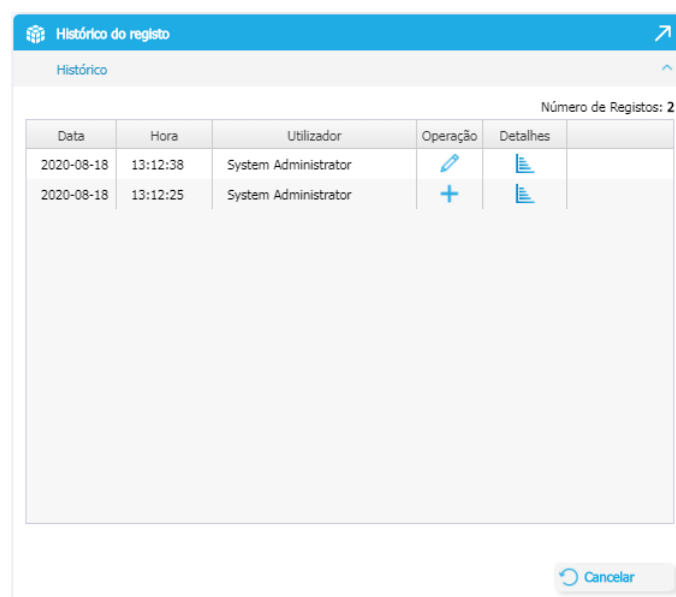 Histórico do registo
Histórico
Número de Registos: 2
Data Hora Utilizador Operação Detalhes
2020-08-18 13:12:38 System Administrator
2020-08-18 13:12:25 System Administrator
Cancelar